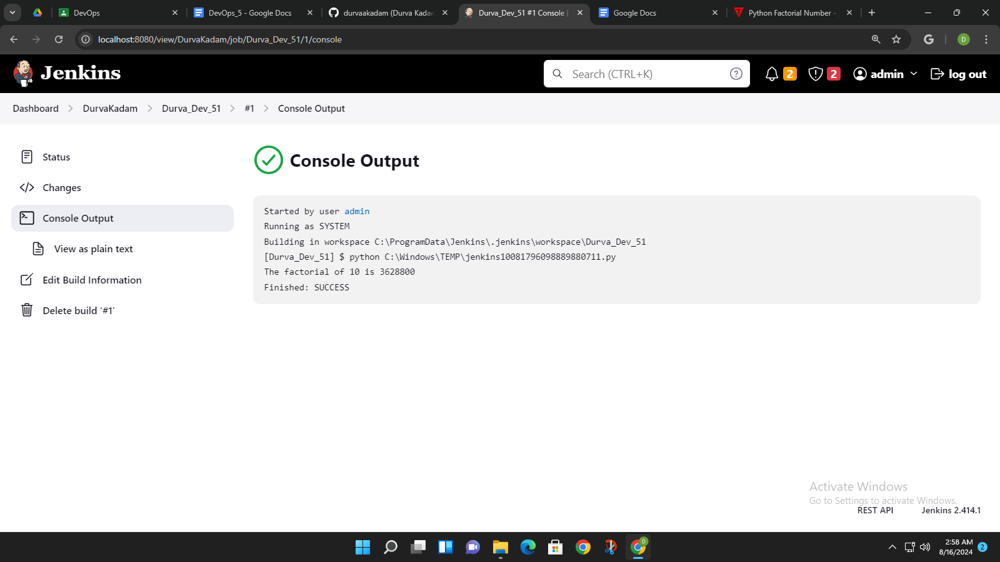 DevOps
DevOps_5 - Google Docs
durvaakadam (Durva Kadam
Durva_Dev_51 #1 Console [
Google Docs
Python Factorial Number -
localhost:8080/view/DurvaKadam/job/Durva_Dev_51/1/console
G
D
Jenkins
Search (CTRL+K)
?
2
2
admin
log out
Dashboard
DurvaKadam
Durva_Dev_51
#1
Console Output
Status
Changes
Console Output
View as plain text
Edit Build Information
Delete build ‘#1’
Console Output
Started by user admin
Running as SYSTEM
Building in workspace C:\ProgramData\Jenkins\.jenkins\workspace\Durva_Dev_51
[Durva_Dev_51] $ python C:\Windows\TEMP\jenkins10081796098889880711.py
The factorial of 10 is 3628800
Finished: SUCCESS
Activate Windows
Go to Settings to activate Windows.
REST API
Jenkins 2.414.1
D
2:58 AM
8/16/2024
2